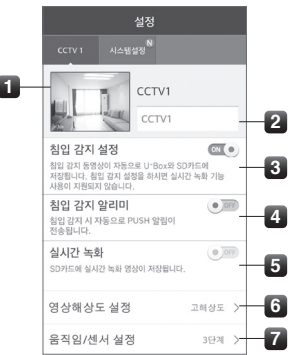 설정
CCTV 1
시스템설정 N
1
CCTV1
CCTV1
2
침입 감지 설정
ON
침입 감지 동영상이 자동으로 U+Box와 SD카드에
저장됩니다. 침입 감지 설정을 하시면 실시간 녹화 기능
사용이 지원되지 않습니다.
3
침입 감지 알리미
OFF
침입 감지 시 자동으로 PUSH 알림이
전송됩니다.
4
실시간 녹화
OFF
SD카드에 실시간 녹화 영상이 저장됩니다.
5
영상해상도 설정
고해상도 >
6
움직임/센서 설정
3단계 >
7